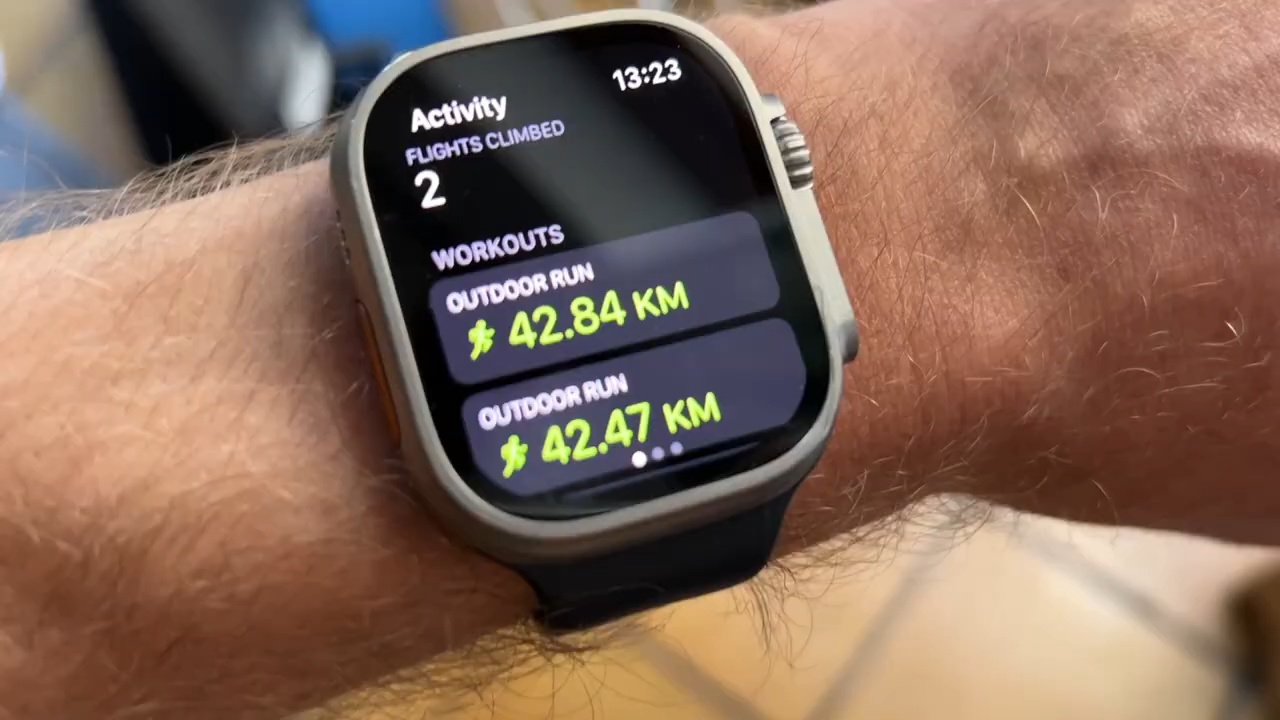 13:23
Activity
FLIGHTS CLIMBED
2
WORKOUTS
OUTDOOR RUN
42.84 KM
OUTDOOR RUN
42.47 KM